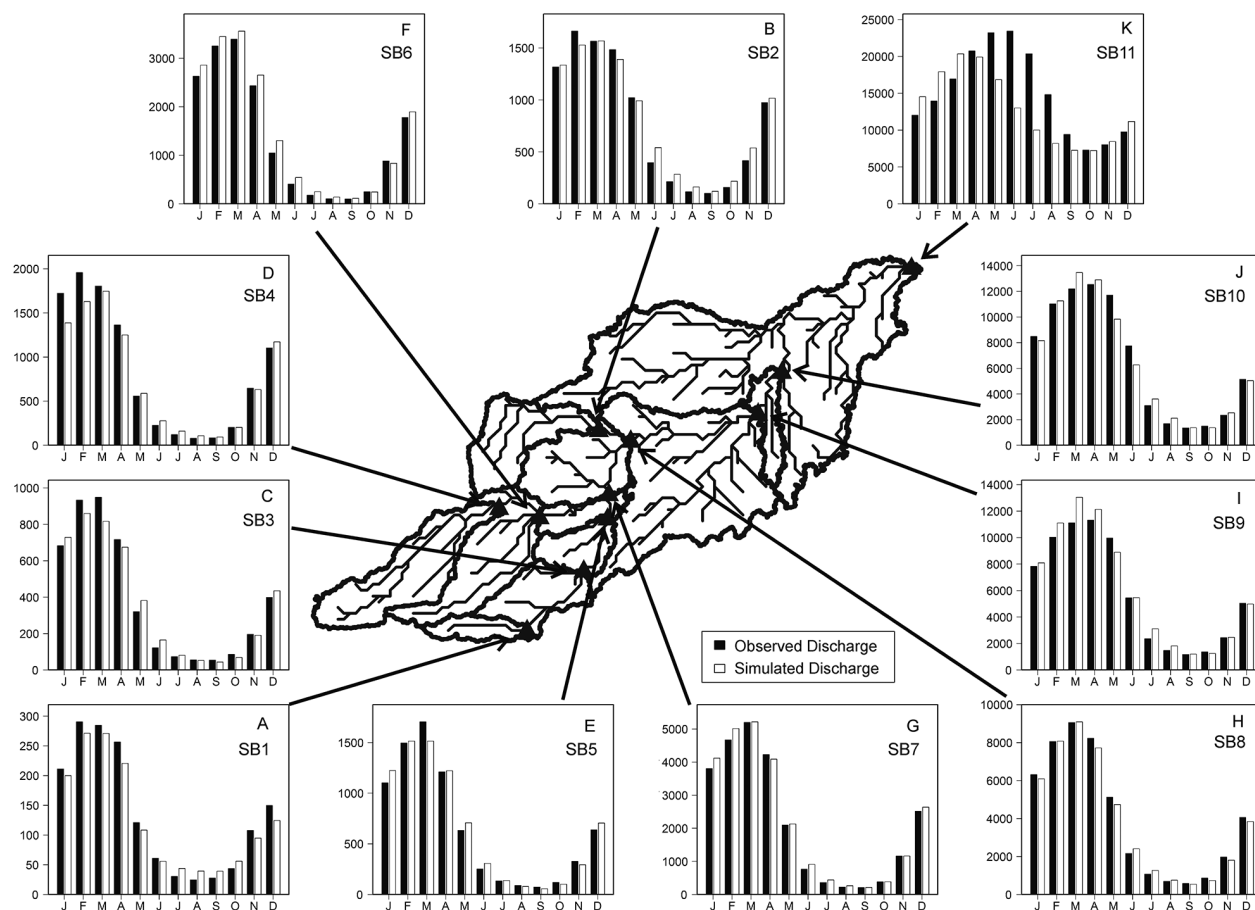 F
SB6
3000
2000
1000
0
J F M A M J J A S O N D
B
SB2
1500
1000
500
0
J F M A M J J A S O N D
K
SB11
25000
20000
15000
10000
5000
0
J F M A M J J A S O N D
D
SB4
2000
1500
1000
500
0
J F M A M J J A S O N D
J
SB10
14000
12000
10000
8000
6000
4000
2000
0
J F M A M J J A S O N D
C
SB3
1000
800
600
400
200
0
J F M A M J J A S O N D
I
SB9
14000
12000
10000
8000
6000
4000
2000
0
J F M A M J J A S O N D
Observed Discharge
Simulated Discharge
A
SB1
300
250
200
150
100
50
0
J F M A M J J A S O N D
E
SB5
1500
1000
500
0
J F M A M J J A S O N D
G
SB7
5000
4000
3000
2000
1000
0
J F M A M J J A S O N D
H
SB8
10000
8000
6000
4000
2000
0
J F M A M J J A S O N D